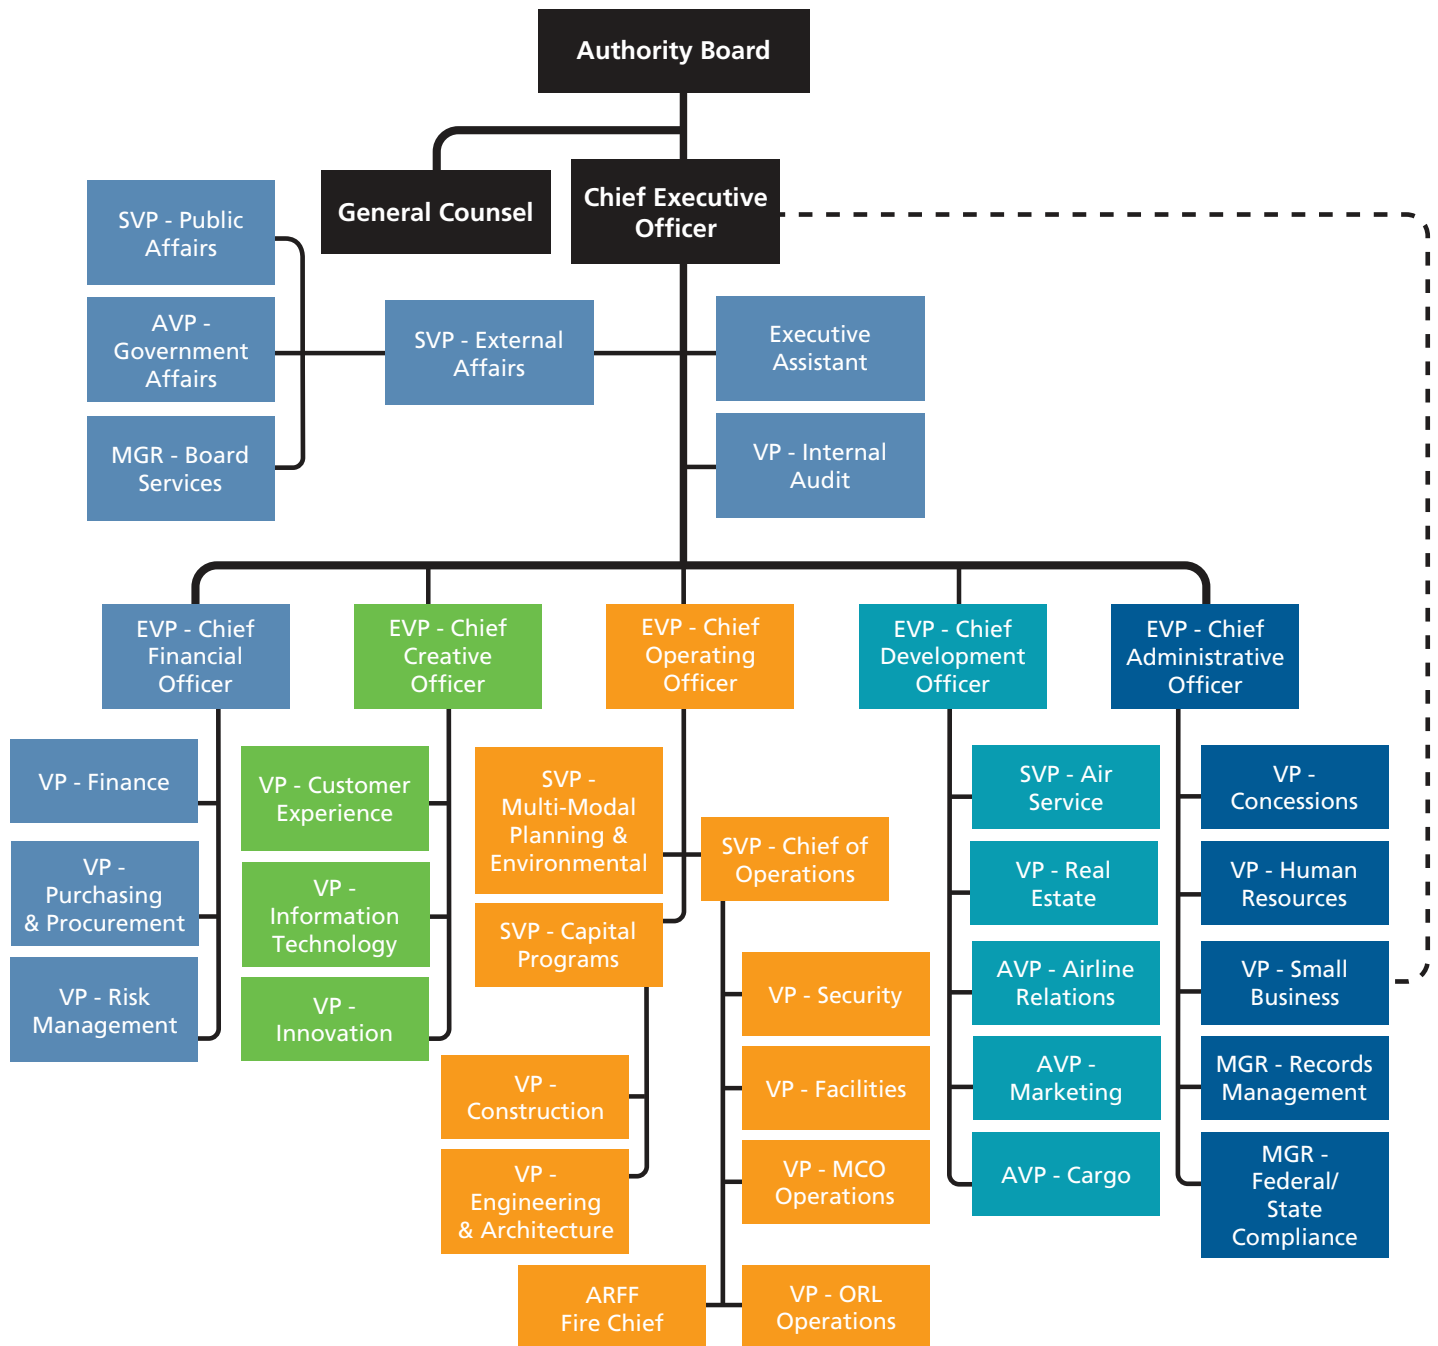 Authority Board
General Counsel
Chief Executive
Officer
SVP - Public
Affairs
AVP -
Government
Affairs
MGR - Board
Services
SVP - External
Affairs
Executive
Assistant
VP - Internal
Audit
EVP - Chief
Financial
Officer
VP - Finance
VP -
Purchasing
& Procurement
VP - Risk
Management
EVP - Chief
Creative
Officer
VP - Customer
Experience
VP -
Information
Technology
VP -
Innovation
EVP - Chief
Operating
Officer
SVP -
Multi-Modal
Planning &
Environmental
SVP - Chief of
Operations
SVP - Capital
Programs
VP -
Construction
VP -
Engineering
& Architecture
VP - Security
VP - Facilities
VP - MCO
Operations
ARFF
Fire Chief
VP - ORL
Operations
EVP - Chief
Development
Officer
SVP - Air
Service
VP - Real
Estate
AVP - Airline
Relations
AVP -
Marketing
AVP - Cargo
EVP - Chief
Administrative
Officer
VP -
Concessions
VP - Human
Resources
VP - Small
Business
MGR - Records
Management
MGR -
Federal/
State
Compliance